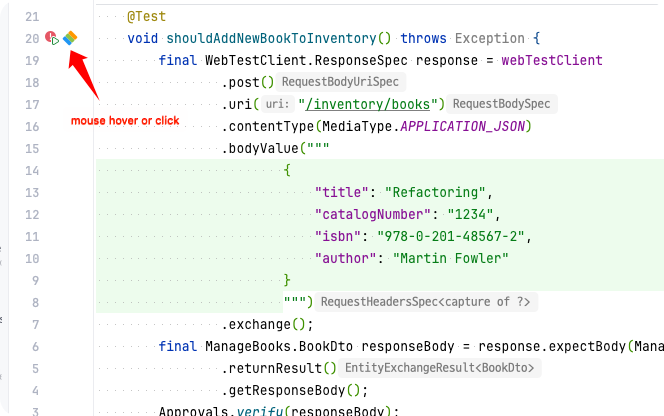 21 @Test
20 void shouldAddNewBookToInventory() throws Exception {
mouse hover or click
19 final WebTestClient.ResponseSpec response = webTestClient
18 .post() RequestBodyUriSpec
17 .uri( uri: "/inventory/books") RequestBodySpec
16 .contentType(MediaType.APPLICATION_JSON)
15 .bodyValue("""
14 {
13 "title": "Refactoring",
12 "catalogNumber": "1234",
11 "isbn": "978-0-201-48567-2",
10 "author": "Martin Fowler"
9 }
8 """) RequestHeadersSpec<capture of ?>
7 .exchange();
6 final ManageBooks.BookDto responseBody = response.expectBody(Mana
5 .returnResult() EntityExchangeResult<BookDto>
4 .getResponseBody();
3 Approvals.verify(responseBody);